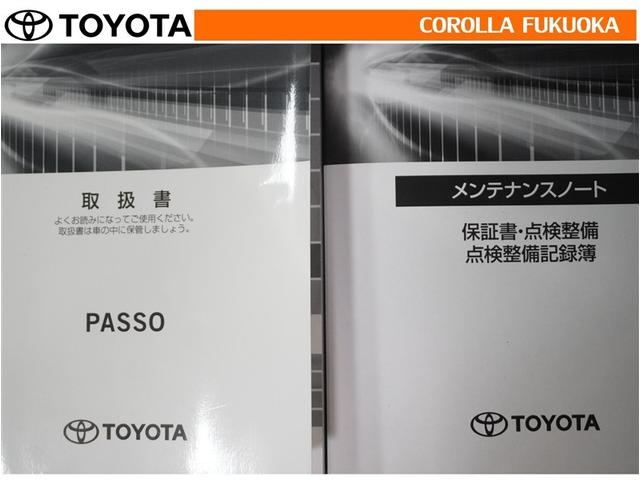 TOYOTA
COROLLA FUKUOKA
取扱書
よくお読みになってご使用ください。
取扱書は車の中に保管しましょう。
PASSO
TOYOTA
メンテナンスノート
保証書・点検整備
点検整備記録簿
TOYOTA